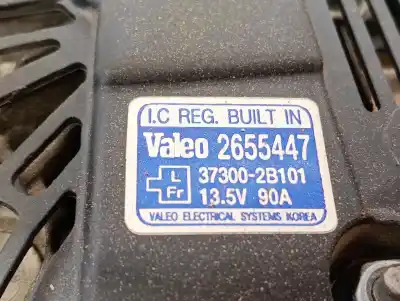 I.C REG. BUILT IN
Valeo 2655447
L 37300-2B101
Fr 13.5V 90A
VALEO ELECTRICAL SYSTEMS KOREA